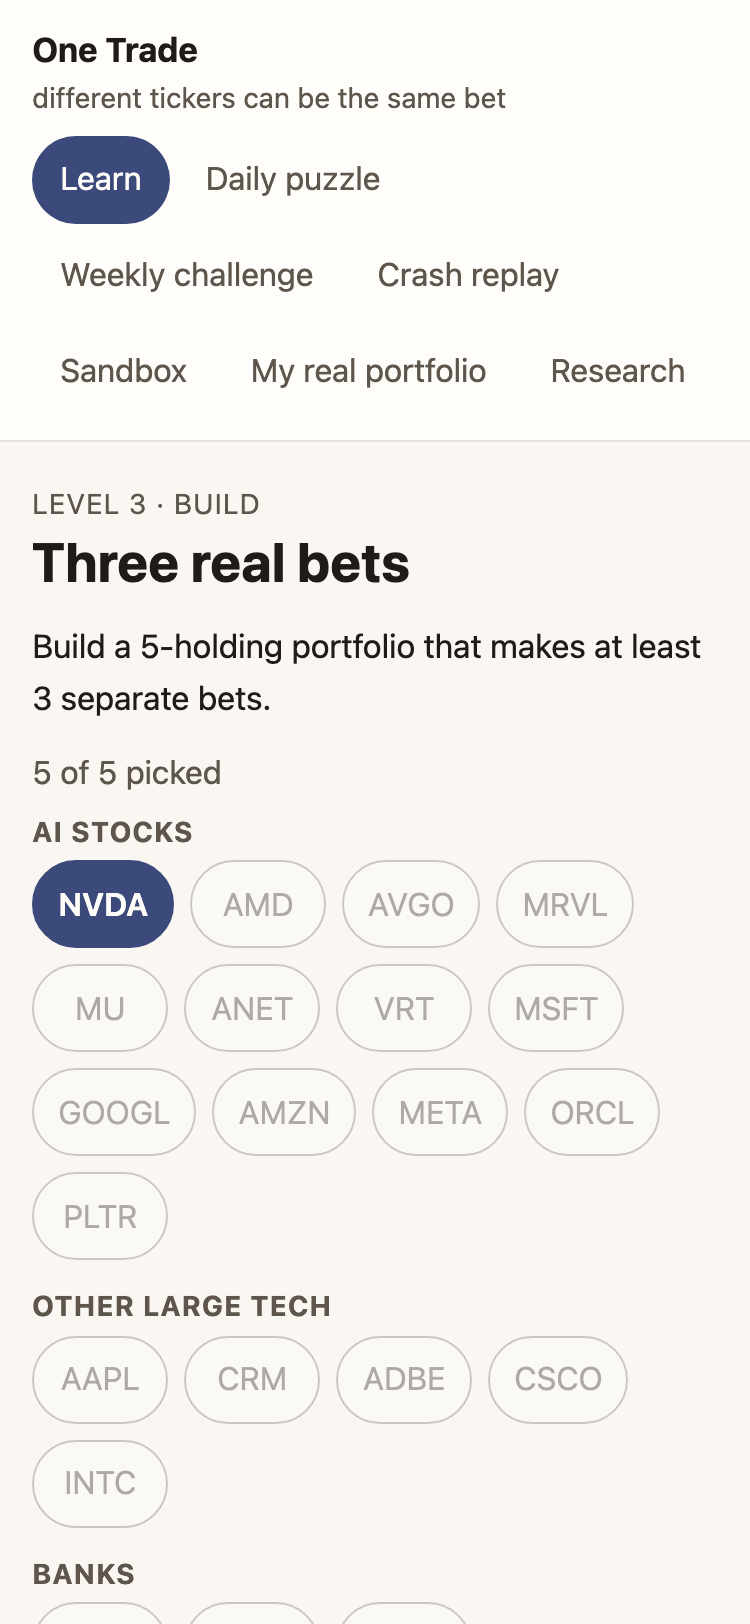 One Trade
different tickers can be the same bet
Learn Daily puzzle
Weekly challenge Crash replay
Sandbox My real portfolio Research
LEVEL 3 · BUILD
Three real bets
Build a 5-holding portfolio that makes at least
3 separate bets.
5 of 5 picked
AI STOCKS
NVDA AMD AVGO MRVL
MU ANET VRT MSFT
GOOGL AMZN META ORCL
PLTR
OTHER LARGE TECH
AAPL CRM ADBE CSCO
INTC
BANKS